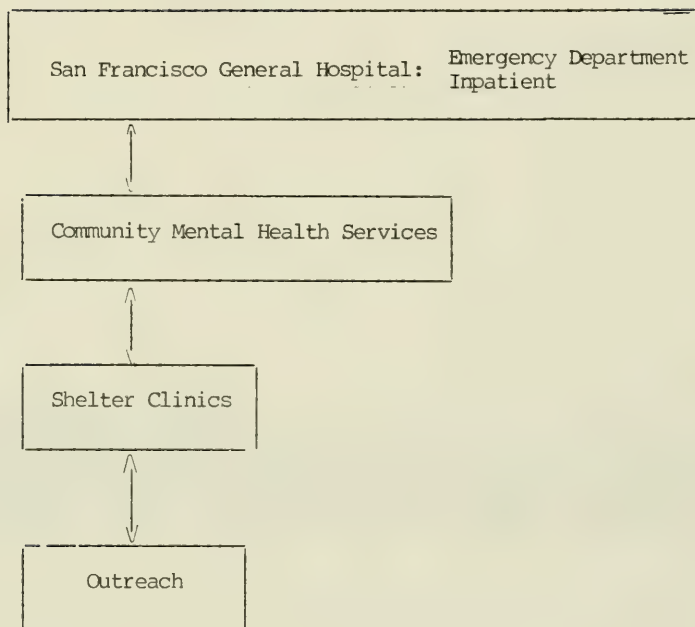 San Francisco General Hospital: Emergency Department
Inpatient
Community Mental Health Services
Shelter Clinics
Outreach